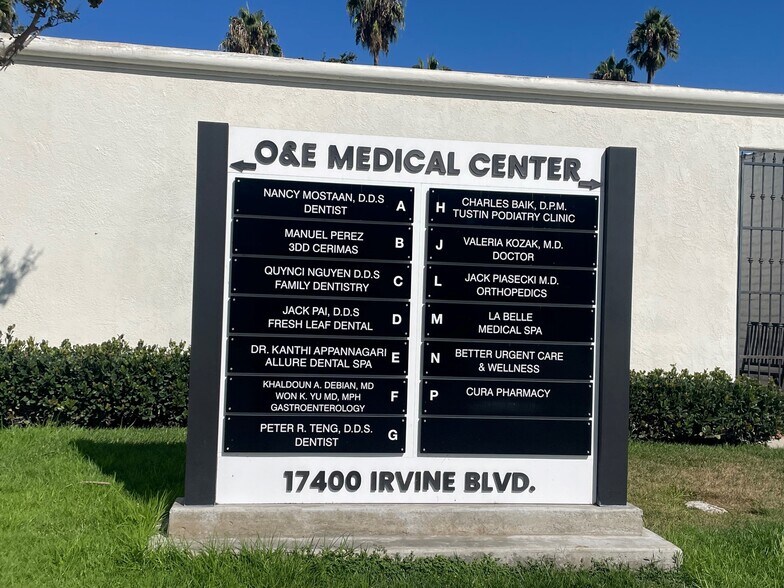 O&E MEDICAL CENTER
NANCY MOSTAAN, D.D.S
DENTIST
A
MANUEL PEREZ
3DD CERIMAS
B
QUYNCI NGUYEN D.D.S
FAMILY DENTISTRY
C
JACK PAI, D.D.S
FRESH LEAF DENTAL
D
DR. KANTHI APPANNAGARI
ALLURE DENTAL SPA
E
KHALDOUN A. DEBIAN, MD
WON K. YU MD, MPH
GASTROENTEROLOGY
F
PETER R. TENG, D.D.S.
DENTIST
G
H
CHARLES BAIK, D.P.M.
TUSTIN PODIATRY CLINIC
J
VALERIA KOZAK, M.D.
DOCTOR
L
JACK PIASECKI M.D.
ORTHOPEDICS
M
LA BELLE
MEDICAL SPA
N
BETTER URGENT CARE
& WELLNESS
P
CURA PHARMACY
17400 IRVINE BLVD.